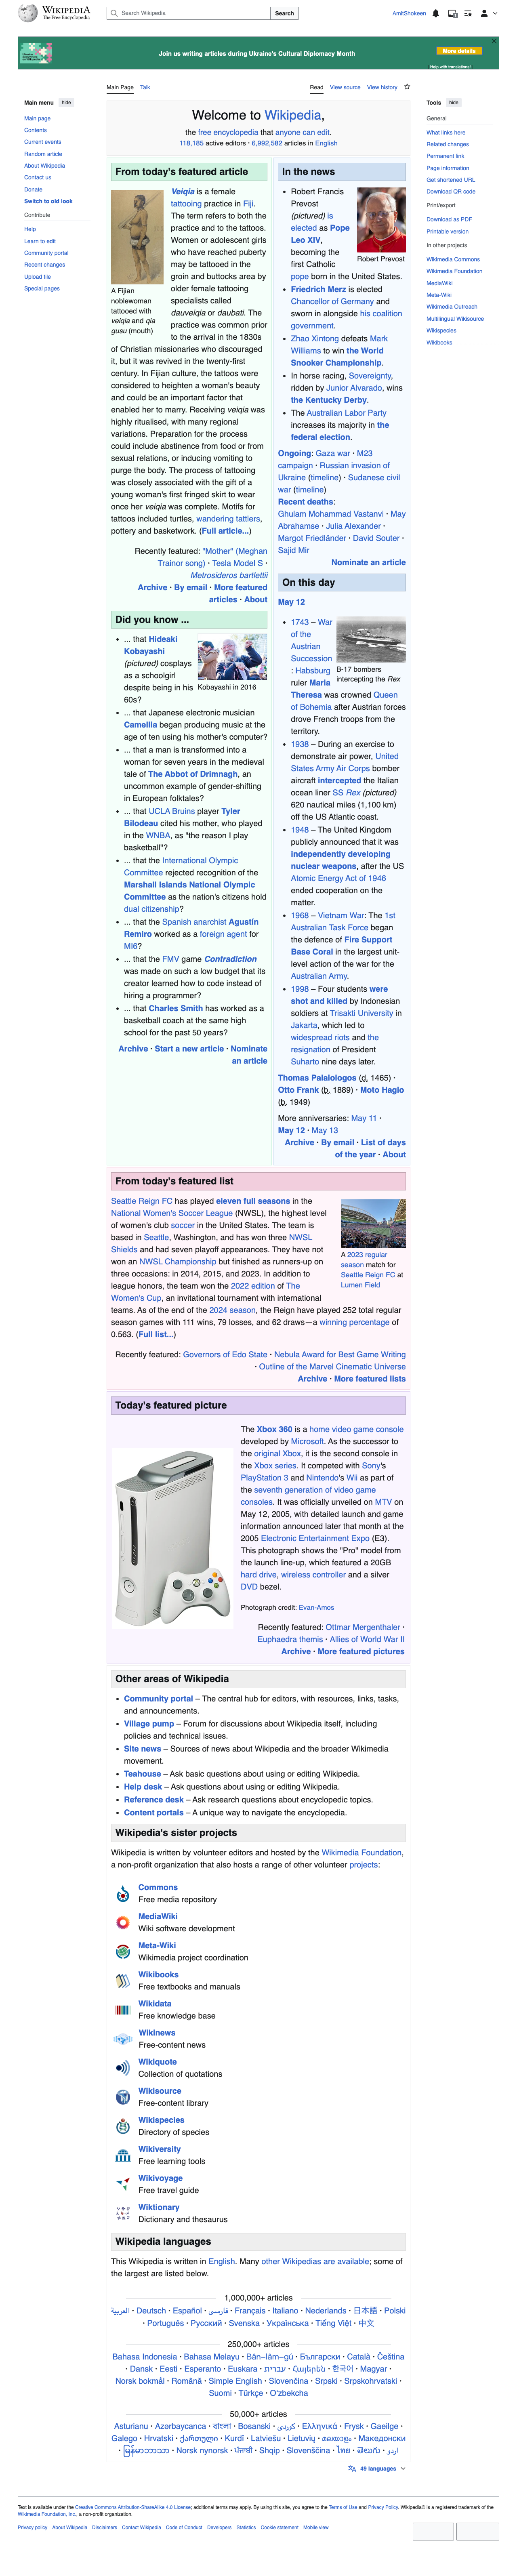 WIKIPEDIA
The Free Encyclopedia
Search Wikipedia
Search
AmitShokeen
Join us writing articles during Ukraine's Cultural Diplomacy Month
More details
Help with translations!
Main menu hide
Main page
Contents
Current events
Random article
About Wikipedia
Contact us
Donate
Switch to old look
Contribute
Help
Learn to edit
Community portal
Recent changes
Upload file
Special pages
Main Page Talk
Read View source View history
Tools hide
General
What links here
Related changes
Permanent link
Page information
Get shortened URL
Download QR code
Print/export
Download as PDF
Printable version
In other projects
Wikimedia Commons
Wikimedia Foundation
MediaWiki
Meta-Wiki
Wikimedia Outreach
Multilingual Wikisource
Wikispecies
Wikibooks
Welcome to Wikipedia,
the free encyclopedia that anyone can edit.
118,185 active editors · 6,992,582 articles in English
From today's featured article
A Fijian
noblewoman
tattooed with
veiqia and qia
gusu (mouth)
Veiqia is a female
tattooing practice in Fiji.
The term refers to both the
practice and to the tattoos.
Women or adolescent girls
who have reached puberty
may be tattooed in the
groin and buttocks area by
older female tattooing
specialists called
dauveiqia or daubati. The
practice was common prior
to the arrival in the 1830s
of Christian missionaries who discouraged
it, but it was revived in the twenty-first
century. In Fijian culture, the tattoos were
considered to heighten a woman's beauty
and could be an important factor that
enabled her to marry. Receiving veiqia was
highly ritualised, with many regional
variations. Preparation for the process
could include abstinence from food or from
sexual relations, or inducing vomiting to
purge the body. The process of tattooing
was closely associated with the gift of a
young woman's first fringed skirt to wear
once her veiqia was complete. Motifs for
tattoos included turtles, wandering tattlers,
pottery and basketwork. (Full article...)
Recently featured: "Mother" (Meghan
Trainor song) · Tesla Model S ·
Metrosideros bartlettii
Archive · By email · More featured
articles · About
Did you know ...
Kobayashi in 2016
... that Hideaki
Kobayashi
(pictured) cosplays
as a schoolgirl
despite being in his
60s?
... that Japanese electronic musician
Camellia began producing music at the
age of ten using his mother's computer?
... that a man is transformed into a
woman for seven years in the medieval
tale of The Abbot of Drimnagh, an
uncommon example of gender-shifting
in European folktales?
... that UCLA Bruins player Tyler
Bilodeau cited his mother, who played
in the WNBA, as "the reason I play
basketball"?
... that the International Olympic
Committee rejected recognition of the
Marshall Islands National Olympic
Committee as the nation's citizens hold
dual citizenship?
... that the Spanish anarchist Agustín
Remiro worked as a foreign agent for
MI6?
... that the FMV game Contradiction
was made on such a low budget that its
creator learned how to code instead of
hiring a programmer?
... that Charles Smith has worked as a
basketball coach at the same high
school for the past 50 years?
Archive · Start a new article · Nominate
an article
In the news
Robert Prevost
Robert Francis
Prevost
(pictured) is
elected as Pope
Leo XIV,
becoming the
first Catholic
pope born in the United States.
Friedrich Merz is elected
Chancellor of Germany and
sworn in alongside his coalition
government.
Zhao Xintong defeats Mark
Williams to win the World
Snooker Championship.
In horse racing, Sovereignty,
ridden by Junior Alvarado, wins
the Kentucky Derby.
The Australian Labor Party
increases its majority in the
federal election.
Ongoing: Gaza war · M23
campaign · Russian invasion of
Ukraine (timeline) · Sudanese civil
war (timeline)
Recent deaths:
Ghulam Mohammad Vastanvi · May
Abrahamse · Julia Alexander ·
Margot Friedländer · David Souter ·
Sajid Mir
Nominate an article
On this day
May 12
B-17 bombers
intercepting the Rex
1743 – War
of the
Austrian
Succession
: Habsburg
ruler Maria
Theresa was crowned Queen
of Bohemia after Austrian forces
drove French troops from the
territory.
1938 – During an exercise to
demonstrate air power, United
States Army Air Corps bomber
aircraft intercepted the Italian
ocean liner SS Rex (pictured)
620 nautical miles (1,100 km)
off the US Atlantic coast.
1948 – The United Kingdom
publicly announced that it was
independently developing
nuclear weapons, after the US
Atomic Energy Act of 1946
ended cooperation on the
matter.
1968 – Vietnam War: The 1st
Australian Task Force began
the defence of Fire Support
Base Coral in the largest unit-
level action of the war for the
Australian Army.
1998 – Four students were
shot and killed by Indonesian
soldiers at Trisakti University in
Jakarta, which led to
widespread riots and the
resignation of President
Suharto nine days later.
Thomas Palaiologos (d. 1465) ·
Otto Frank (b. 1889) · Moto Hagio
(b. 1949)
More anniversaries: May 11 ·
May 12 · May 13
Archive · By email · List of days
of the year · About
From today's featured list
A 2023 regular
season match for
Seattle Reign FC at
Lumen Field
Seattle Reign FC has played eleven full seasons in the
National Women's Soccer League (NWSL), the highest level
of women's club soccer in the United States. The team is
based in Seattle, Washington, and has won three NWSL
Shields and had seven playoff appearances. They have not
won an NWSL Championship but finished as runners-up on
three occasions: in 2014, 2015, and 2023. In addition to
league honors, the team won the 2022 edition of The
Women's Cup, an invitational tournament with international
teams. As of the end of the 2024 season, the Reign have played 252 total regular
season games with 111 wins, 79 losses, and 62 draws—a winning percentage of
0.563. (Full list...)
Recently featured: Governors of Edo State · Nebula Award for Best Game Writing
· Outline of the Marvel Cinematic Universe
Archive · More featured lists
Today's featured picture
The Xbox 360 is a home video game console
developed by Microsoft. As the successor to
the original Xbox, it is the second console in
the Xbox series. It competed with Sony's
PlayStation 3 and Nintendo's Wii as part of
the seventh generation of video game
consoles. It was officially unveiled on MTV on
May 12, 2005, with detailed launch and game
information announced later that month at the
2005 Electronic Entertainment Expo (E3).
This photograph shows the "Pro" model from
the launch line-up, which featured a 20GB
hard drive, wireless controller and a silver
DVD bezel.
Photograph credit: Evan-Amos
Recently featured: Ottmar Mergenthaler ·
Euphaedra themis · Allies of World War II
Archive · More featured pictures
Other areas of Wikipedia
Community portal – The central hub for editors, with resources, links, tasks,
and announcements.
Village pump – Forum for discussions about Wikipedia itself, including
policies and technical issues.
Site news – Sources of news about Wikipedia and the broader Wikimedia
movement.
Teahouse – Ask basic questions about using or editing Wikipedia.
Help desk – Ask questions about using or editing Wikipedia.
Reference desk – Ask research questions about encyclopedic topics.
Content portals – A unique way to navigate the encyclopedia.
Wikipedia's sister projects
Wikipedia is written by volunteer editors and hosted by the Wikimedia Foundation,
a non-profit organization that also hosts a range of other volunteer projects:
Commons
Free media repository
MediaWiki
Wiki software development
Meta-Wiki
Wikimedia project coordination
Wikibooks
Free textbooks and manuals
Wikidata
Free knowledge base
Wikinews
Free-content news
Wikiquote
Collection of quotations
Wikisource
Free-content library
Wikispecies
Directory of species
Wikiversity
Free learning tools
Wikivoyage
Free travel guide
Wiktionary
Dictionary and thesaurus
Wikipedia languages
This Wikipedia is written in English. Many other Wikipedias are available; some of
the largest are listed below.
1,000,000+ articles
العربية · Deutsch · Español · فارسی · Français · Italiano · Nederlands · 日本語 · Polski
· Português · Русский · Svenska · Українська · Tiếng Việt · 中文
250,000+ articles
Bahasa Indonesia · Bahasa Melayu · Bân-lâm-gú · Български · Català · Čeština
· Dansk · Eesti · Esperanto · Euskara · עברית · Հայերեն · 한국어 · Magyar ·
Norsk bokmål · Română · Simple English · Slovenčina · Srpski · Srpskohrvatski ·
Suomi · Türkçe · Oʻzbekcha
50,000+ articles
Asturianu · Azərbaycanca · বাংলা · Bosanski · کوردی · Ελληνικά · Frysk · Gaeilge ·
Galego · Hrvatski · ქართული · Kurdî · Latviešu · Lietuvių · മലയാളം · Македонски
· မြန်မာဘာသာ · Norsk nynorsk · ਪੰਜਾਬੀ · Shqip · Slovenščina · ไทย · తెలుగు · اردو
49 languages
Text is available under the Creative Commons Attribution-ShareAlike 4.0 License; additional terms may apply. By using this site, you agree to the Terms of Use and Privacy Policy. Wikipedia® is a registered trademark of the
Wikimedia Foundation, Inc., a non-profit organization.
Privacy policy About Wikipedia Disclaimers Contact Wikipedia Code of Conduct Developers Statistics Cookie statement Mobile view